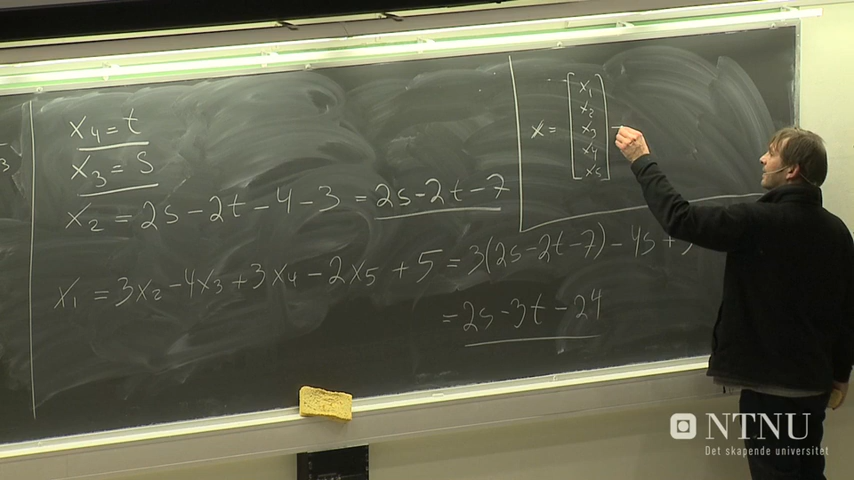 x₄ = t
x₃ = s
x₂ = 2s - 2t - 4 - 3 = 2s - 2t - 7
x₁ = 3x₂ - 4x₃ + 3x₄ - 2x₅ + 5 = 3(2s - 2t - 7) - 4s +
= 2s - 3t - 24
x = [x₁ x₂ x₃ x₄ x₅]
NTNU
Det skapende universitet